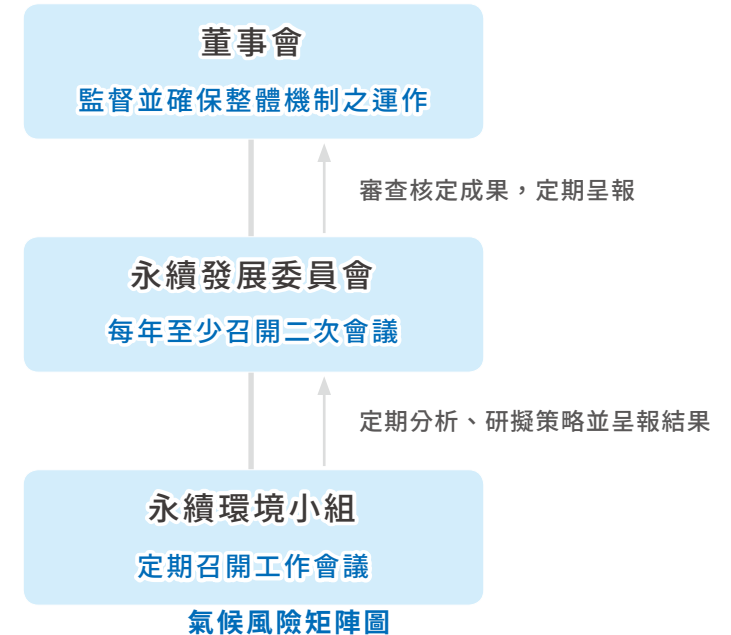 董事會
監督並確保整體機制之運作
審查核定成果，定期呈報
永續發展委員會
每年至少召開二次會議
定期分析、研擬策略並呈報結果
永續環境小組
定期召開工作會議
氣候風險矩陣圖